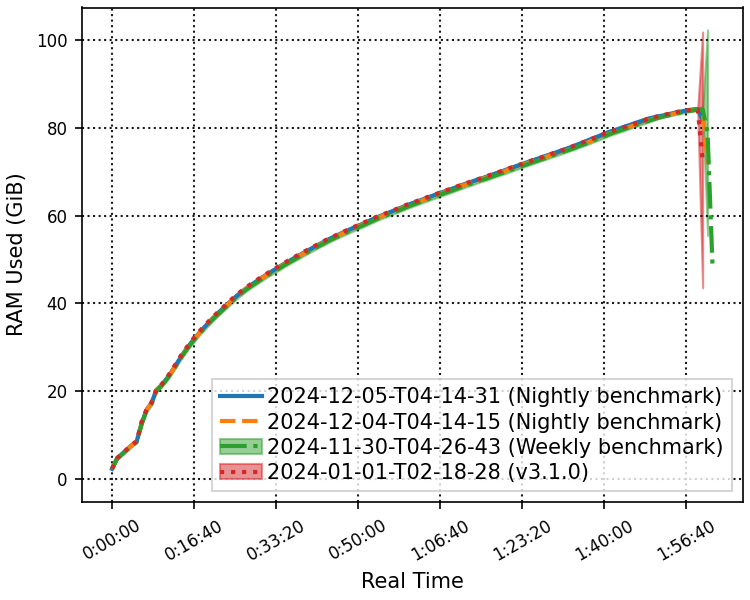 100
80
60
40
20
0
RAM Used (GiB)
2024-12-05-T04-14-31 (Nightly benchmark)
2024-12-04-T04-14-15 (Nightly benchmark)
2024-11-30-T04-26-43 (Weekly benchmark)
2024-01-01-T02-18-28 (v3.1.0)
0:00:00
0:16:40
0:33:20
0:50:00
1:06:40
1:23:20
1:40:00
1:56:40
Real Time